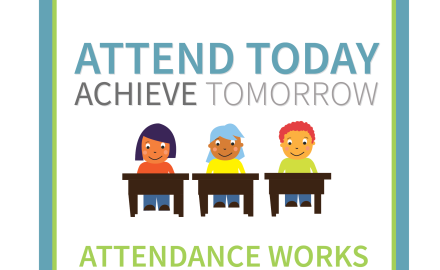 ATTEND TODAY
ACHIEVE TOMORROW
ATTENDANCE WORKS